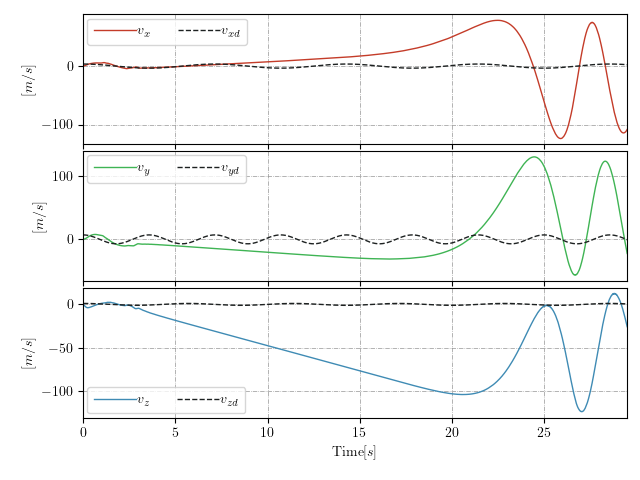 v_x v_xd
0
−100
[m/s]
v_y v_yd
100
0
[m/s]
0
−50
−100
[m/s]
v_z v_zd
0 5 10 15 20 25
Time[s]